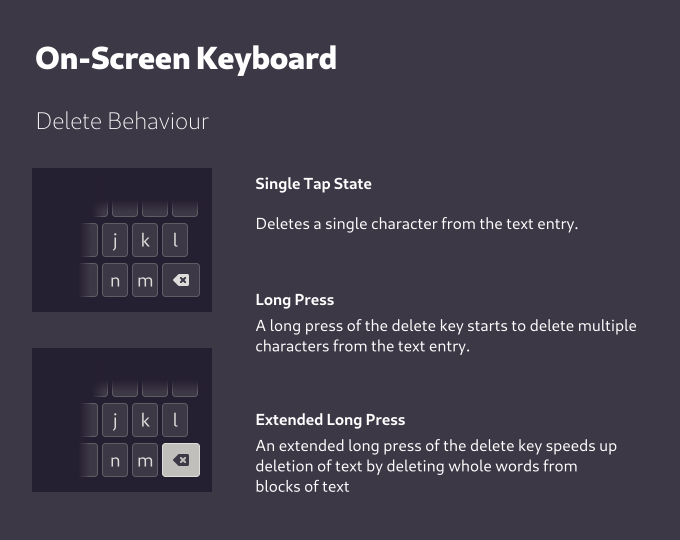 On-Screen Keyboard
Delete Behaviour
j k l
n m
Single Tap State
Deletes a single character from the text entry.
Long Press
A long press of the delete key starts to delete multiple
characters from the text entry.
j k l
n m
Extended Long Press
An extended long press of the delete key speeds up
deletion of text by deleting whole words from
blocks of text